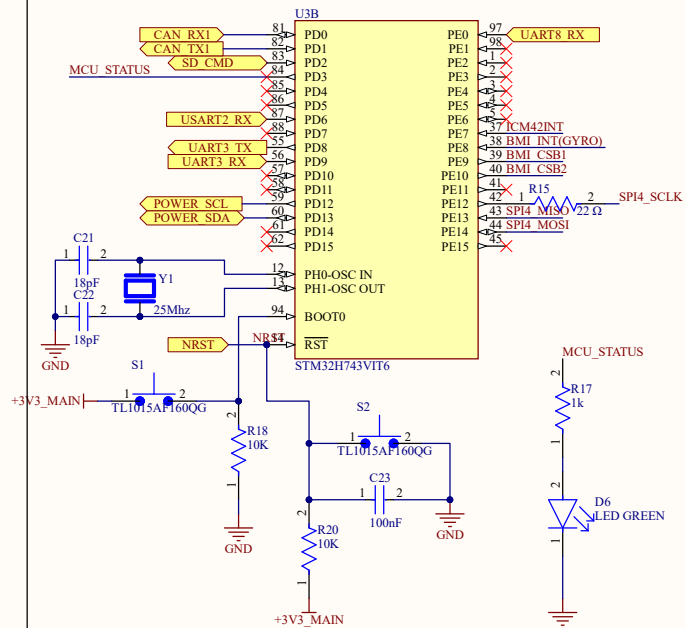 U3B
CAN_RX1 81 PD0 PE0 97 UART8_RX
CAN_TX1 82 PD1 PE1 98
SD_CMD 83 PD2 PE2 1
MCU_STATUS 84 PD3 PE3 2
85 PD4 PE4 3
86 PD5 PE5 4
USART2_RX 87 PD6 PE6 5
88 PD7 PE7 37 ICM42INT
UART3_TX 55 PD8 PE8 38 BMI_INT(GYRO)
UART3_RX 56 PD9 PE9 39 BMI_CSB1
57 PD10 PE10 40 BMI_CSB2
58 PD11 PE11 41 R15
POWER_SCL 59 PD12 PE12 42 1 2 SPI4_SCLK
POWER_SDA 60 PD13 PE13 43 SPI4_MISO 22 Ω
61 PD14 PE14 44 SPI4_MOSI
62 PD15 PE15 45
C21
1 2 12 PH0-OSC IN
18pF Y1
C22 13 PH1-OSC OUT
1 2 25Mhz 94 BOOT0
18pF
NRST NRST 14 RST
GND
STM32H743VIT6
MCU_STATUS
S1
+3V3_MAIN 1 2
TL1015AF160QG
2 R17 1k 1
S2
1 2
TL1015AF160QG
2 R18 10K 1
C23
1 2
100nF
GND
2 D6
LED GREEN
1
2 R20 10K 1
GND
+3V3_MAIN